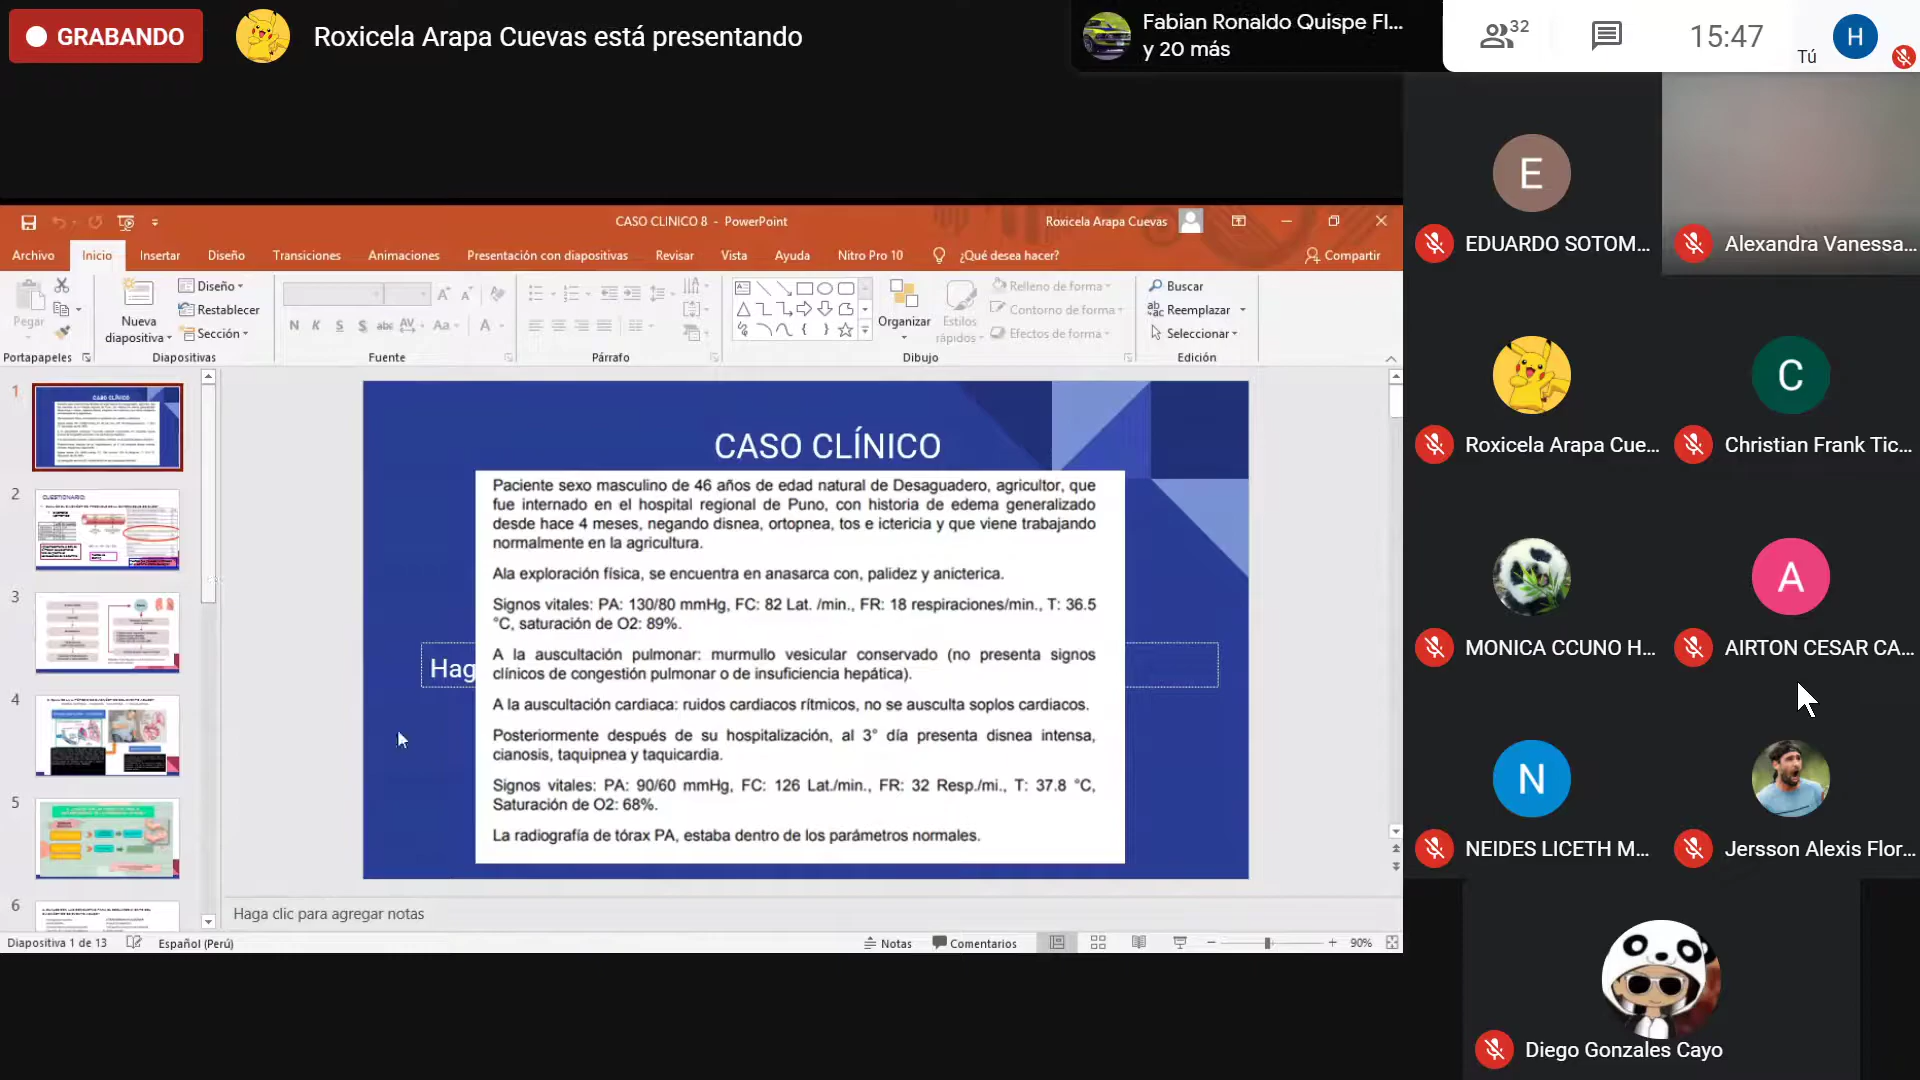 GRABANDO
Roxicela Arapa Cuevas está presentando
Fabian Ronaldo Quispe Fl...
y 20 más
32
15:47
Tú
H
CASO CLINICO 8 - PowerPoint
Roxicela Arapa Cuevas
Archivo
Inicio
Insertar
Diseño
Transiciones
Animaciones
Presentación con diapositivas
Revisar
Vista
Ayuda
Nitro Pro 10
¿Qué desea hacer?
Compartir
Pegar
Portapapeles
Nueva
diapositiva
Diseño
Restablecer
Sección
Diapositivas
N K S S abc AV Aa A
Fuente
Párrafo
Organizar
Estilos
rápidos
Relleno de forma
Contorno de forma
Efectos de forma
Dibujo
Buscar
Reemplazar
Seleccionar
Edición
1
CASO CLÍNICO
2
CUESTIONARIO:
3
4
5
6
CASO CLÍNICO
Hag
Paciente sexo masculino de 46 años de edad natural de Desaguadero, agricultor, que
fue internado en el hospital regional de Puno, con historia de edema generalizado
desde hace 4 meses, negando disnea, ortopnea, tos e ictericia y que viene trabajando
normalmente en la agricultura.
Ala exploración física, se encuentra en anasarca con, palidez y anicterica.
Signos vitales: PA: 130/80 mmHg, FC: 82 Lat. /min., FR: 18 respiraciones/min., T: 36.5
°C, saturación de O2: 89%.
A la auscultación pulmonar: murmullo vesicular conservado (no presenta signos
clínicos de congestión pulmonar o de insuficiencia hepática).
A la auscultación cardiaca: ruidos cardiacos rítmicos, no se ausculta soplos cardiacos.
Posteriormente después de su hospitalización, al 3° día presenta disnea intensa,
cianosis, taquipnea y taquicardia.
Signos vitales: PA: 90/60 mmHg, FC: 126 Lat./min., FR: 32 Resp./mi., T: 37.8 °C,
Saturación de O2: 68%.
La radiografía de tórax PA, estaba dentro de los parámetros normales.
Haga clic para agregar notas
Diapositiva 1 de 13
Español (Perú)
Notas
Comentarios
90%
E
EDUARDO SOTOM...
Alexandra Vanessa...
Roxicela Arapa Cue...
C
Christian Frank Tic...
MONICA CCUNO H...
A
AIRTON CESAR CA...
N
NEIDES LICETH M...
Jersson Alexis Flor...
Diego Gonzales Cayo